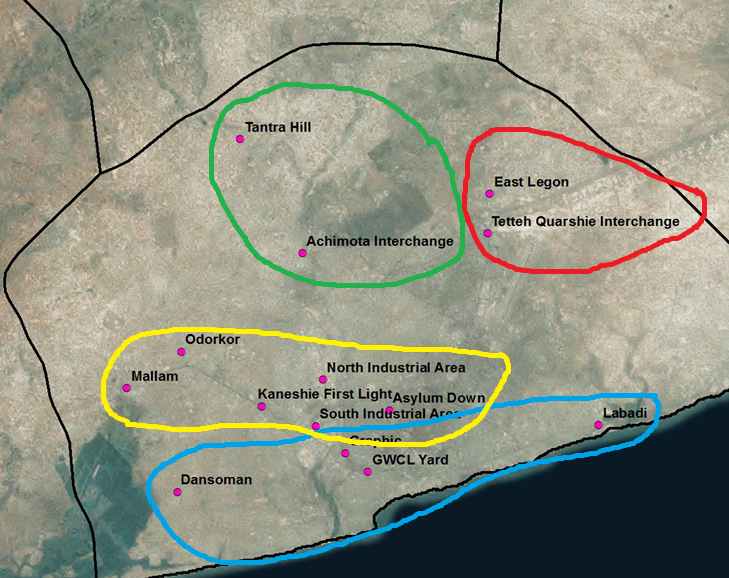 Tantra Hill
East Legon
Tetteh Quarshie Interchange
Achimota Interchange
Odorkor
North Industrial Area
Mallam
Kaneshie First Light
Asylum Down
South Industrial Area
Labadi
Graphic
GWCL Yard
Dansoman